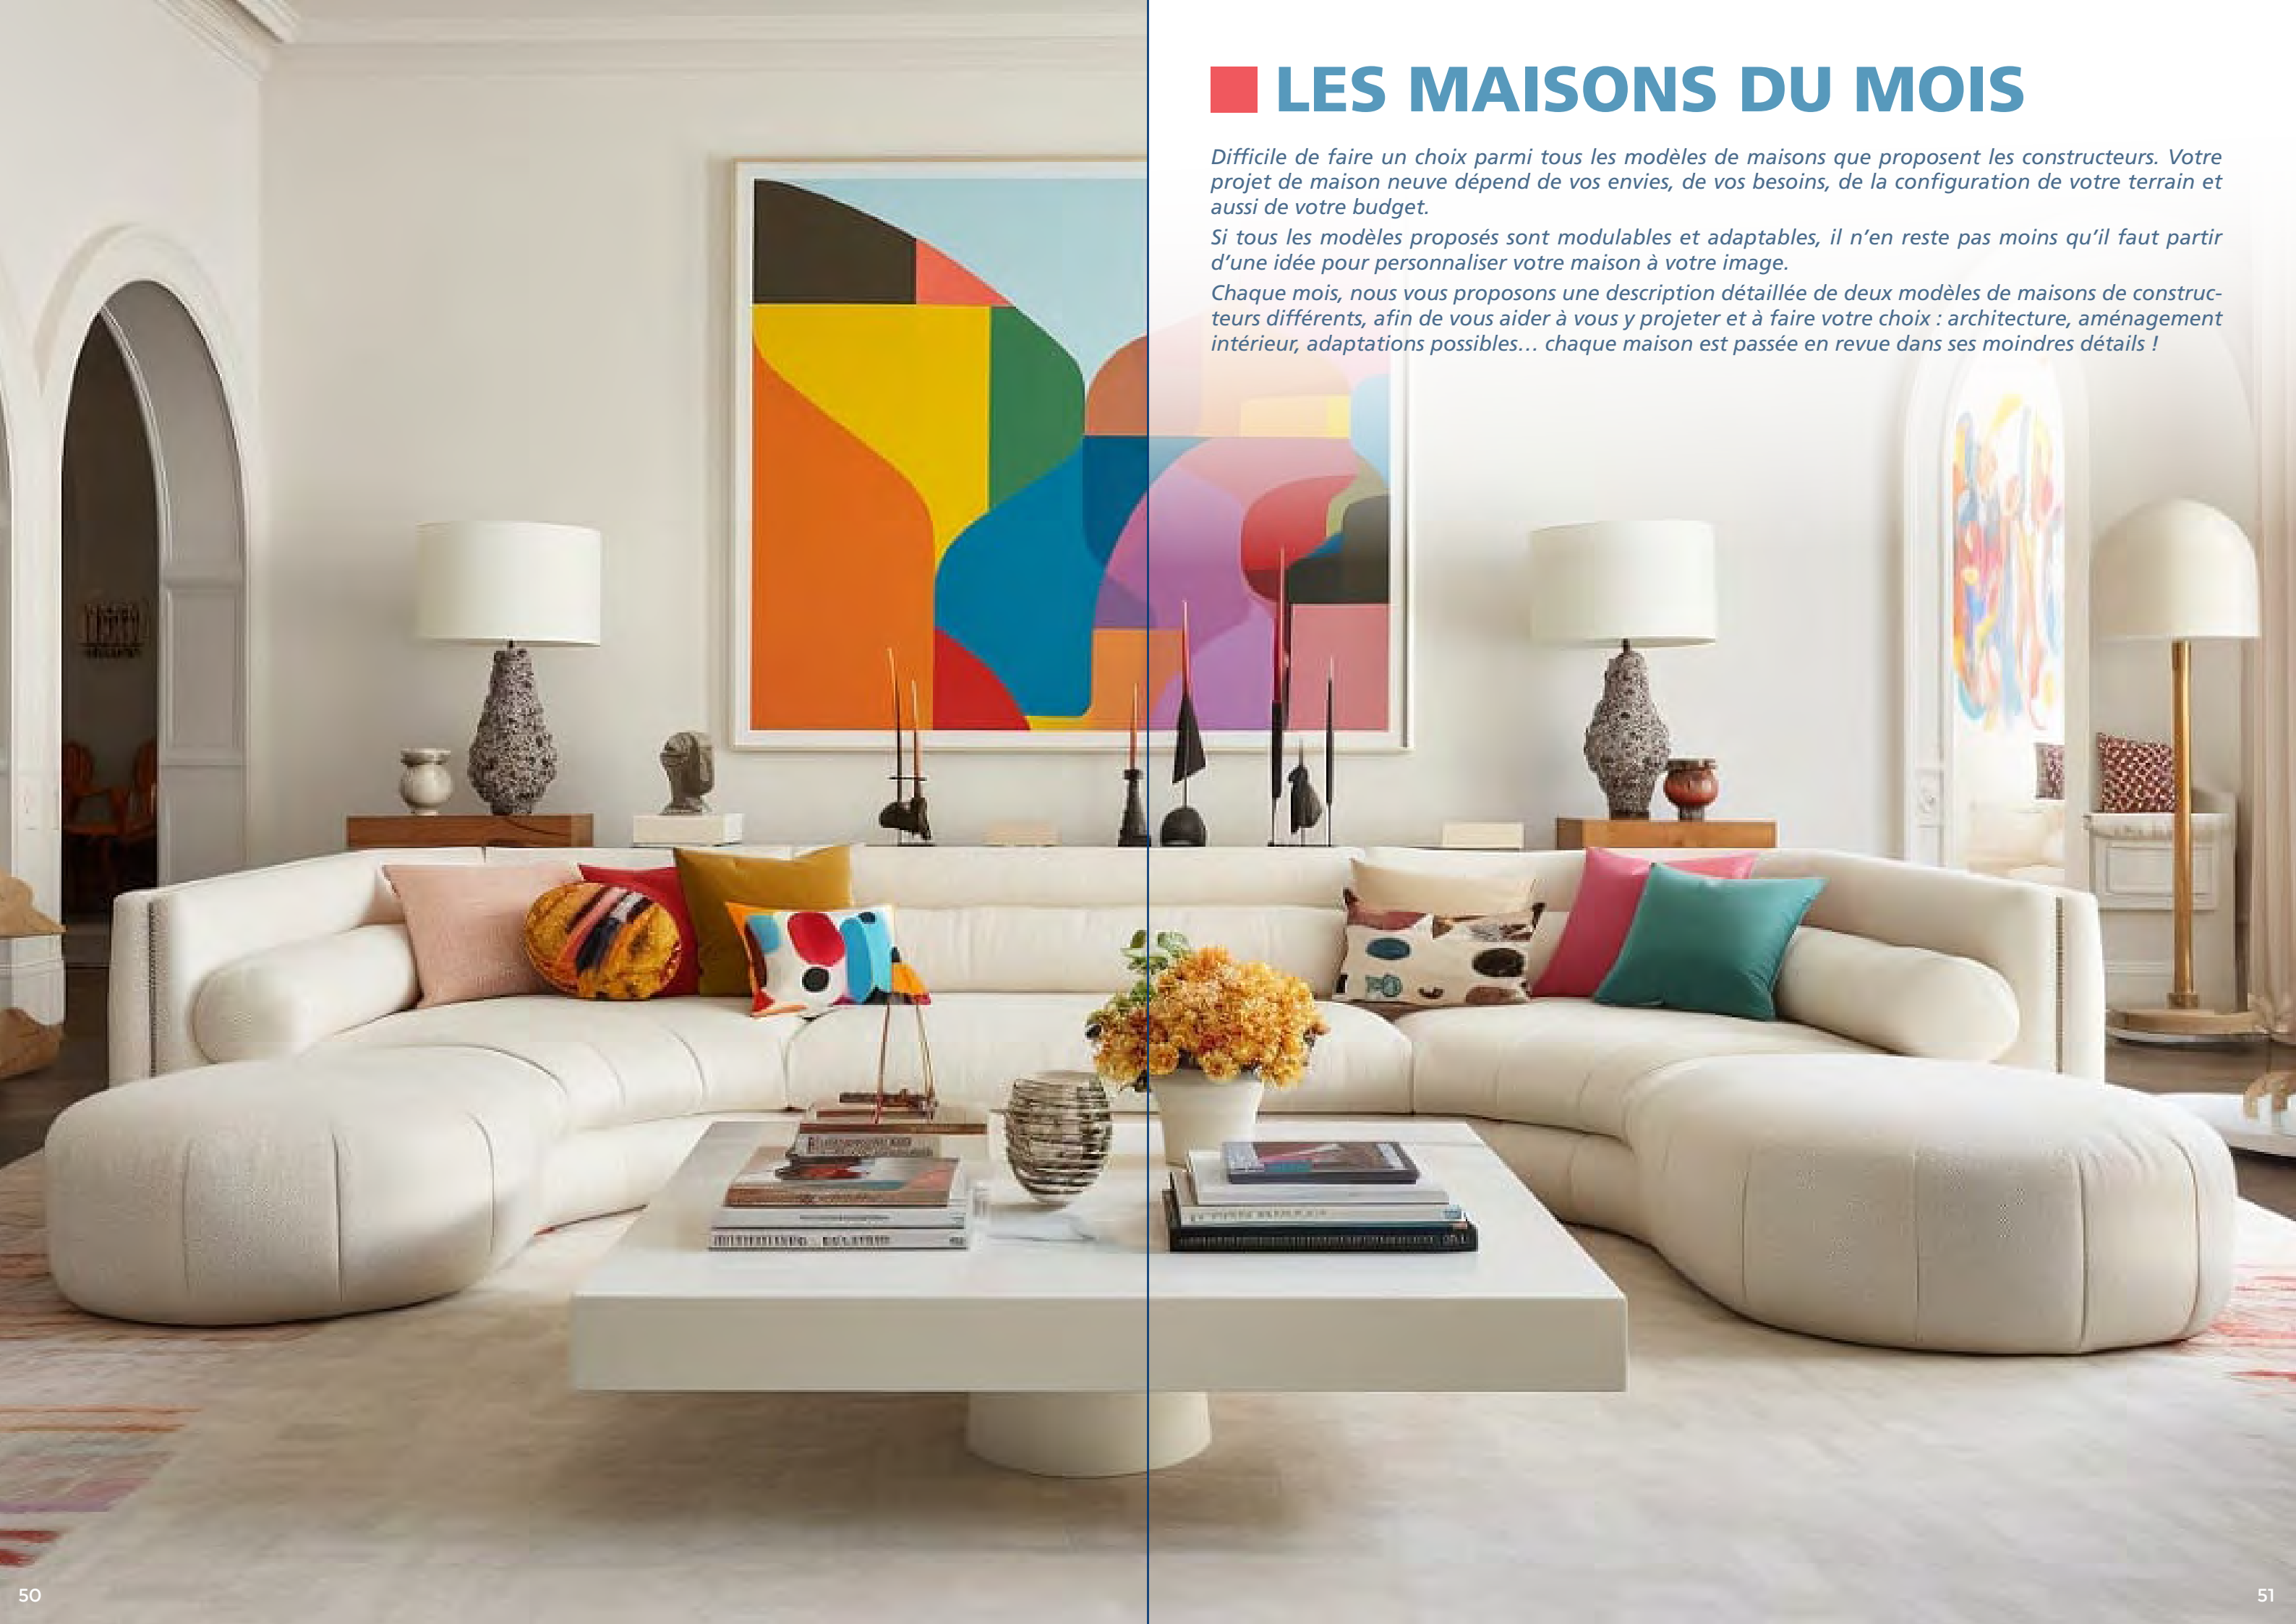 LES MAISONS DU MOIS
Difficile de faire un choix parmi tous les modèles de maisons que proposent les constructeurs. Votre
projet de maison neuve dépend de vos envies, de vos besoins, de la configuration de votre terrain et
aussi de votre budget.
Si tous les modèles proposés sont modulables et adaptables, il n’en reste pas moins qu’il faut partir
d’une idée pour personnaliser votre maison à votre image.
Chaque mois, nous vous proposons une description détaillée de deux modèles de maisons de construc-
teurs différents, afin de vous aider à vous y projeter et à faire votre choix : architecture, aménagement
intérieur, adaptations possibles… chaque maison est passée en revue dans ses moindres détails !
50
51